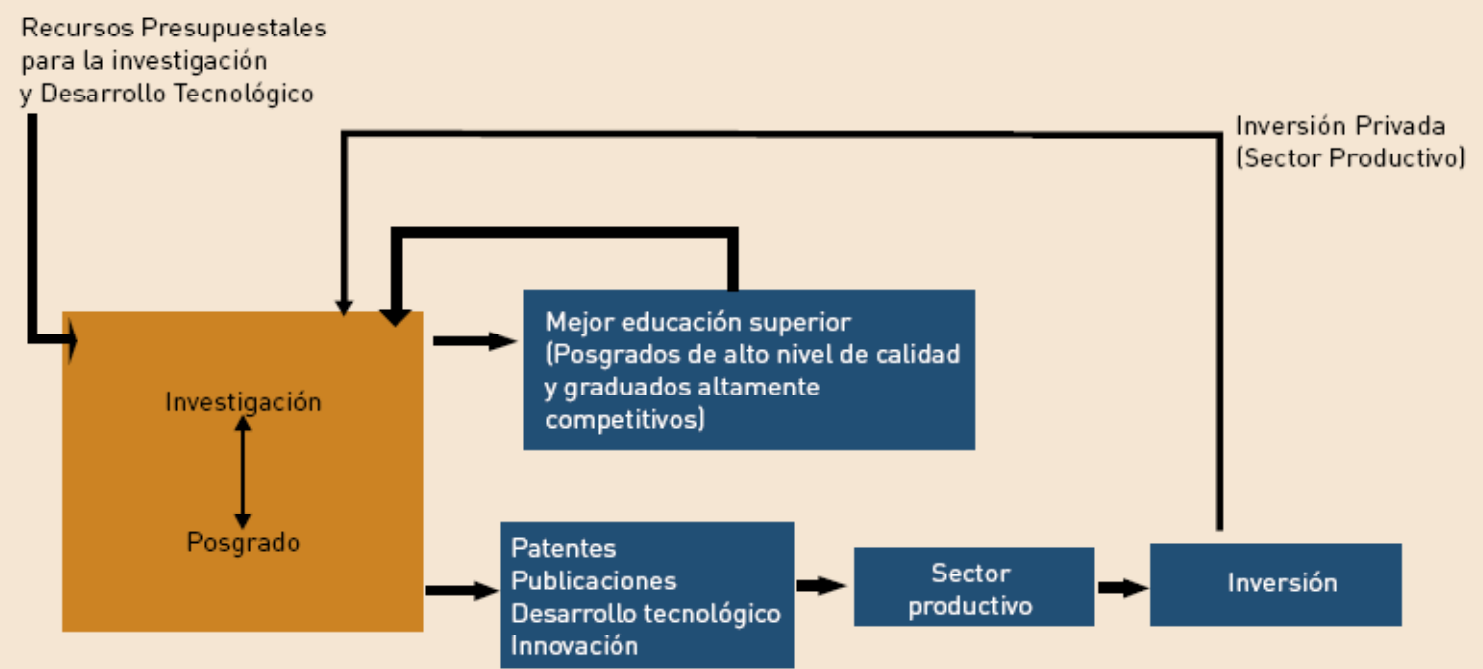 Recursos Presupuestales
para la investigación
y Desarrollo Tecnológico
Inversión Privada
(Sector Productivo)
Mejor educación superior
(Posgrados de alto nivel de calidad
y graduados altamente
competitivos)
Investigación
Posgrado
Patentes
Publicaciones
Desarrollo tecnológico
Innovación
Sector
productivo
Inversión